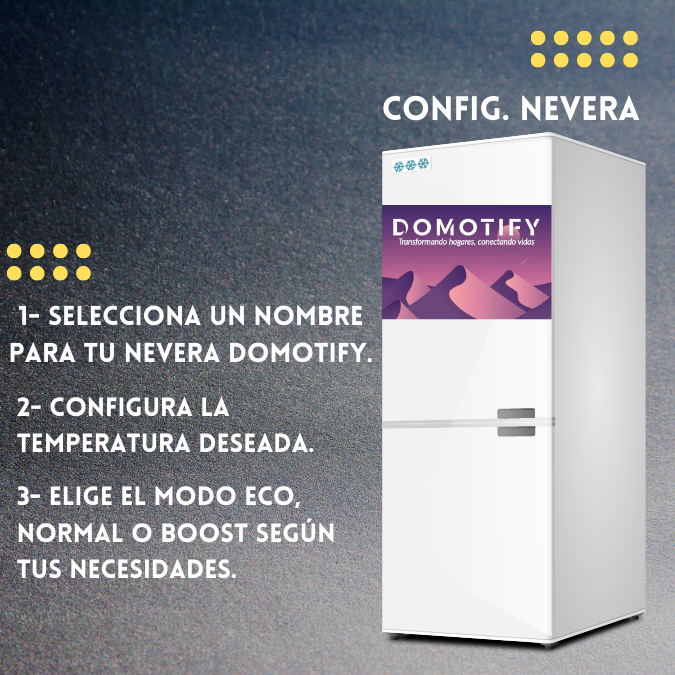 CONFIG. NEVERA
DOMOTIFY
Transformando hogares, conectando vidas
1- SELECCIONA UN NOMBRE
PARA TU NEVERA DOMOTIFY.
2- CONFIGURA LA
TEMPERATURA DESEADA.
3- ELIGE EL MODO ECO,
NORMAL O BOOST SEGÚN
TUS NECESIDADES.